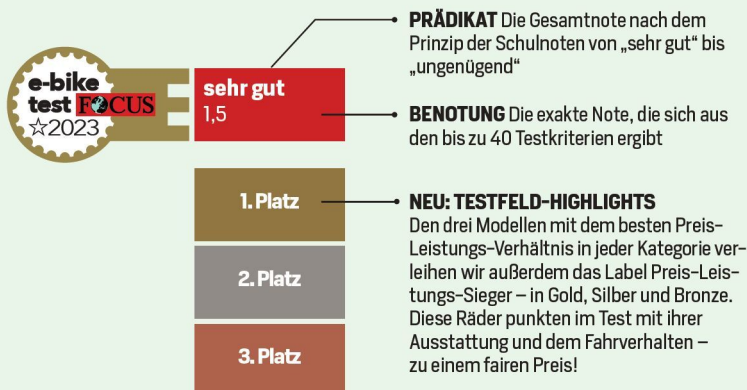 e-bike
test FOCUS
☆2023
sehr gut
1,5
1. Platz
2. Platz
3. Platz
• PRÄDIKAT Die Gesamtnote nach dem
Prinzip der Schulnoten von „sehr gut“ bis
„ungenügend“
• BENOTUNG Die exakte Note, die sich aus
den bis zu 40 Testkriterien ergibt
• NEU: TESTFELD-HIGHLIGHTS
Den drei Modellen mit dem besten Preis-
Leistungs-Verhältnis in jeder Kategorie ver-
leihen wir außerdem das Label Preis-Leis-
tungs-Sieger – in Gold, Silber und Bronze.
Diese Räder punkten im Test mit ihrer
Ausstattung und dem Fahrverhalten –
zu einem fairen Preis!